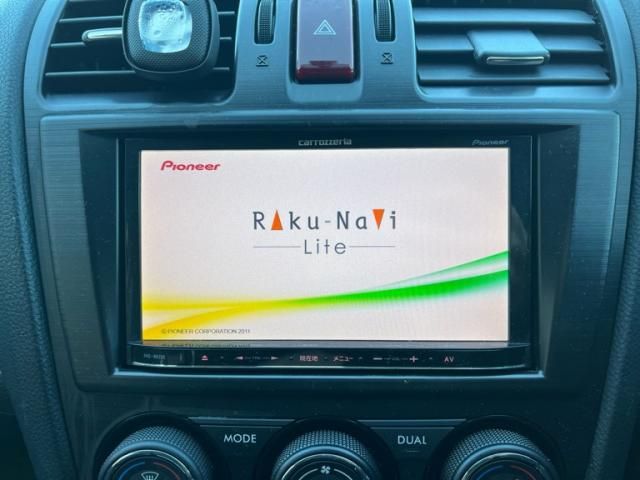 carrozzeria Pioneer
Pioneer
Raku-Navi
Lite
© PIONEER CORPORATION 2011
現在地 メニュー AV
MODE DUAL